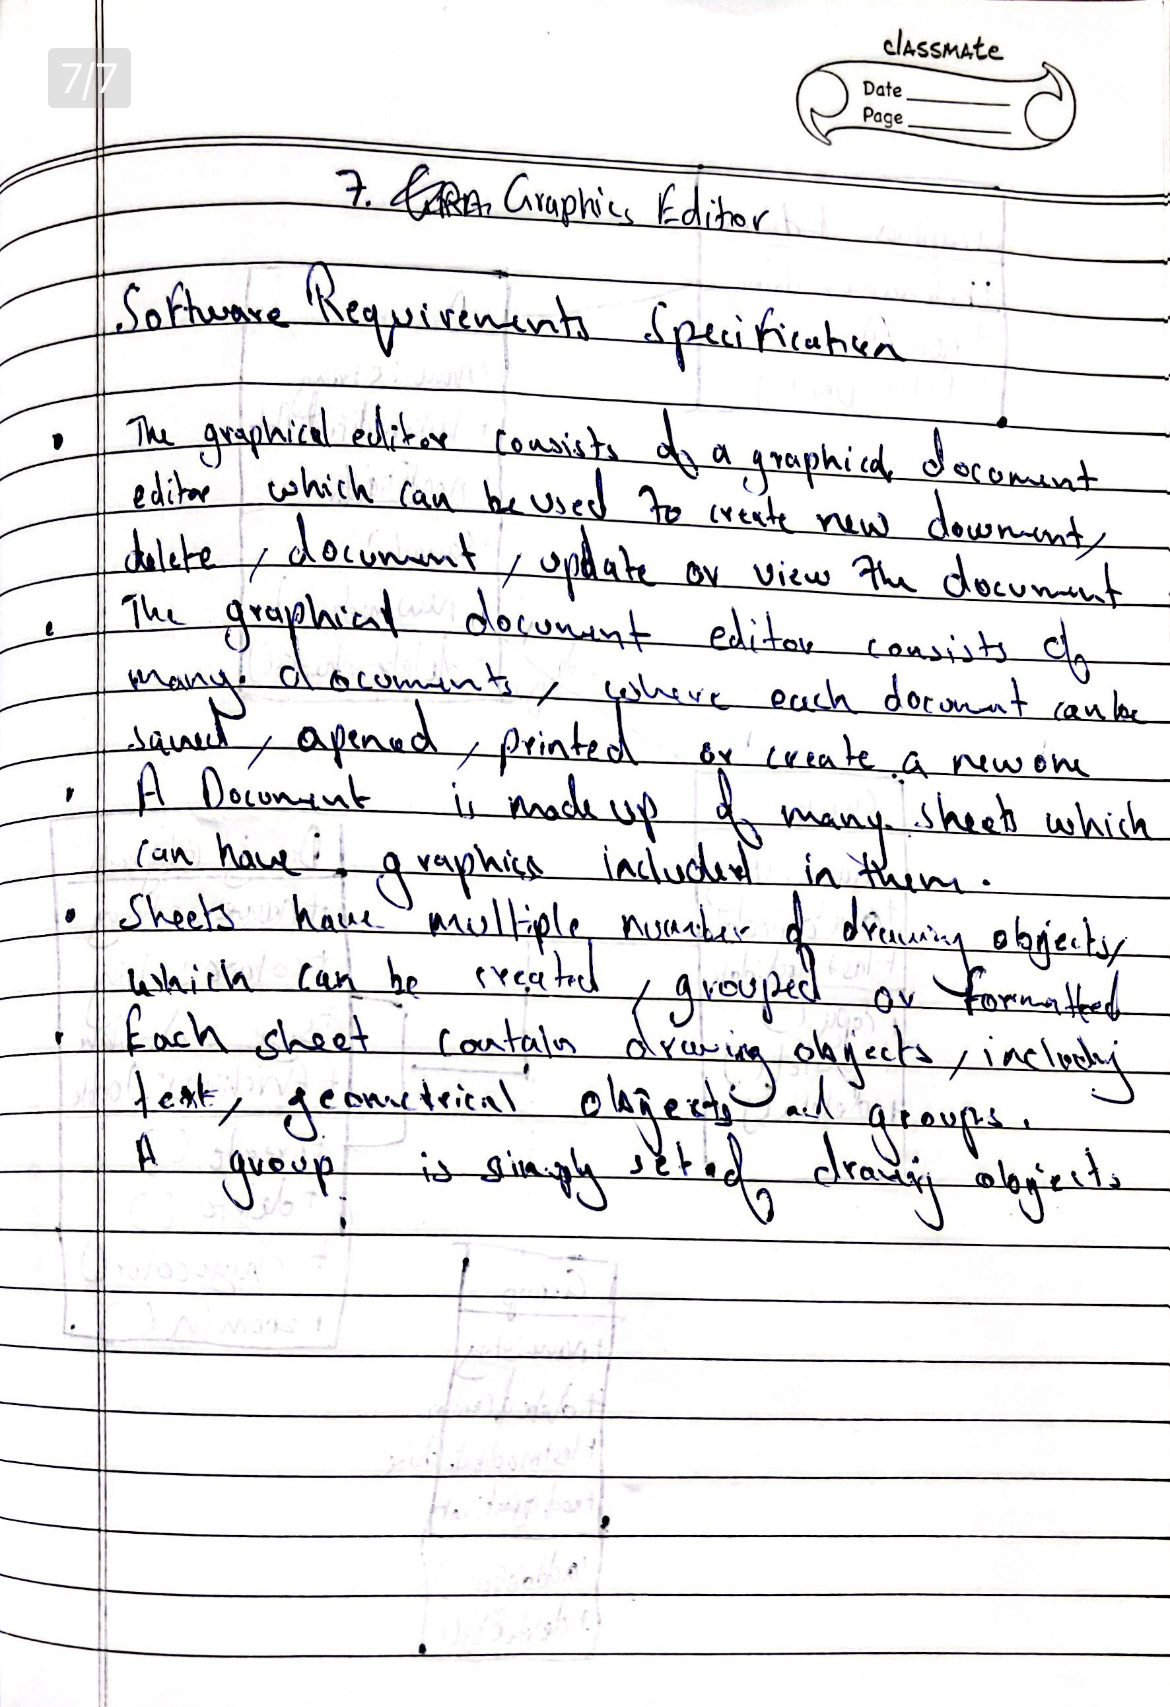 7/7
classmate
Date
Page
7. Graphics Editor
Software Requirements Specification
The graphical editor consists of a graphical document
editor which can be used to create new document,
delete, document, update or view the document
The graphical document editor consists of
many documents, where each document can be
saved, opened, printed or create a new one
A Document is made up of many sheets which
can have graphics included in them.
Sheets have multiple number of drawing objects,
which can be created, grouped or formatted
Each sheet contain drawing objects, including
text, geometrical objects and groups.
A group is simply set of drawing objects